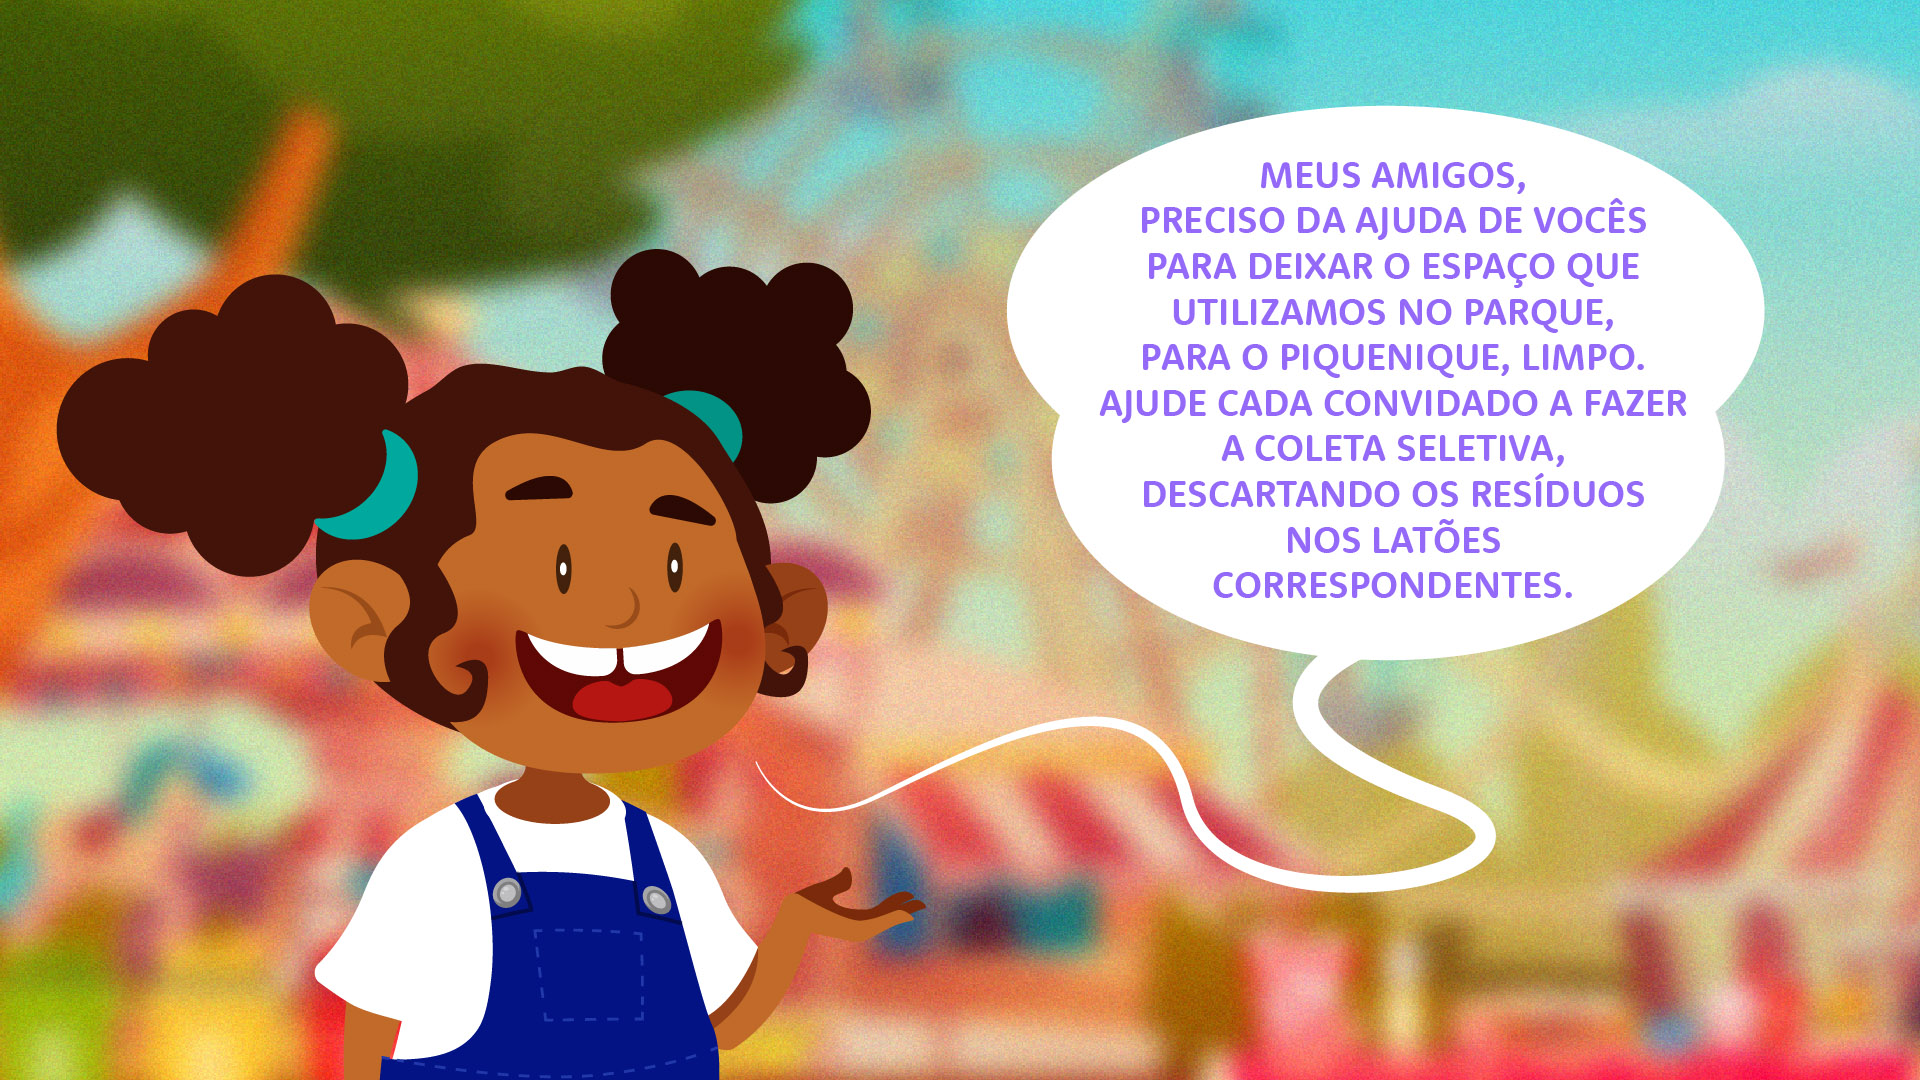 MEUS AMIGOS,
PRECISO DA AJUDA DE VOCÊS
PARA DEIXAR O ESPAÇO QUE
UTILIZAMOS NO PARQUE,
PARA O PIQUENIQUE, LIMPO.
AJUDE CADA CONVIDADO A FAZER
A COLETA SELETIVA,
DESCARTANDO OS RESÍDUOS
NOS LATÕES
CORRESPONDENTES.